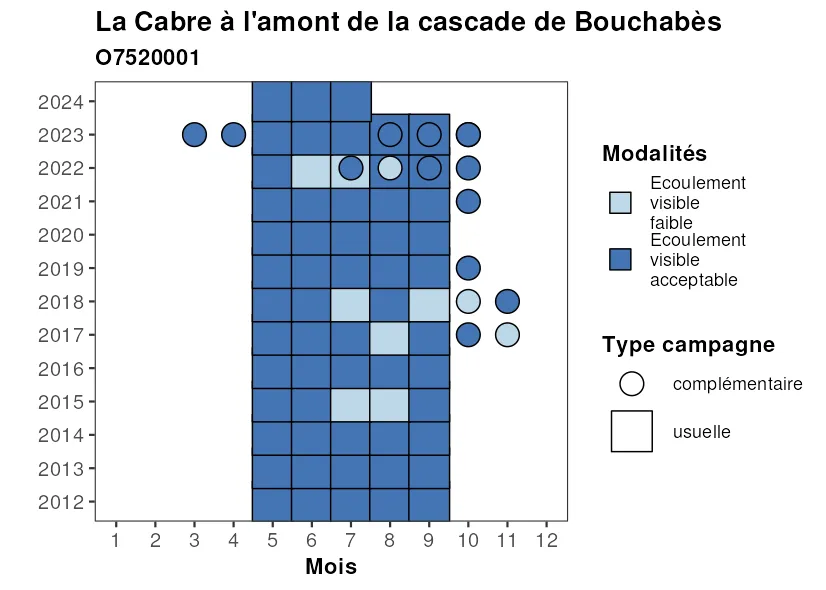 La Cabre à l'amont de la cascade de Bouchabès
O7520001
2024
2023
2022
2021
2020
2019
2018
2017
2016
2015
2014
2013
2012
1 2 3 4 5 6 7 8 9 10 11 12
Mois
Modalités
Ecoulement
visible
faible
Ecoulement
visible
acceptable
Type campagne
complémentaire
usuelle